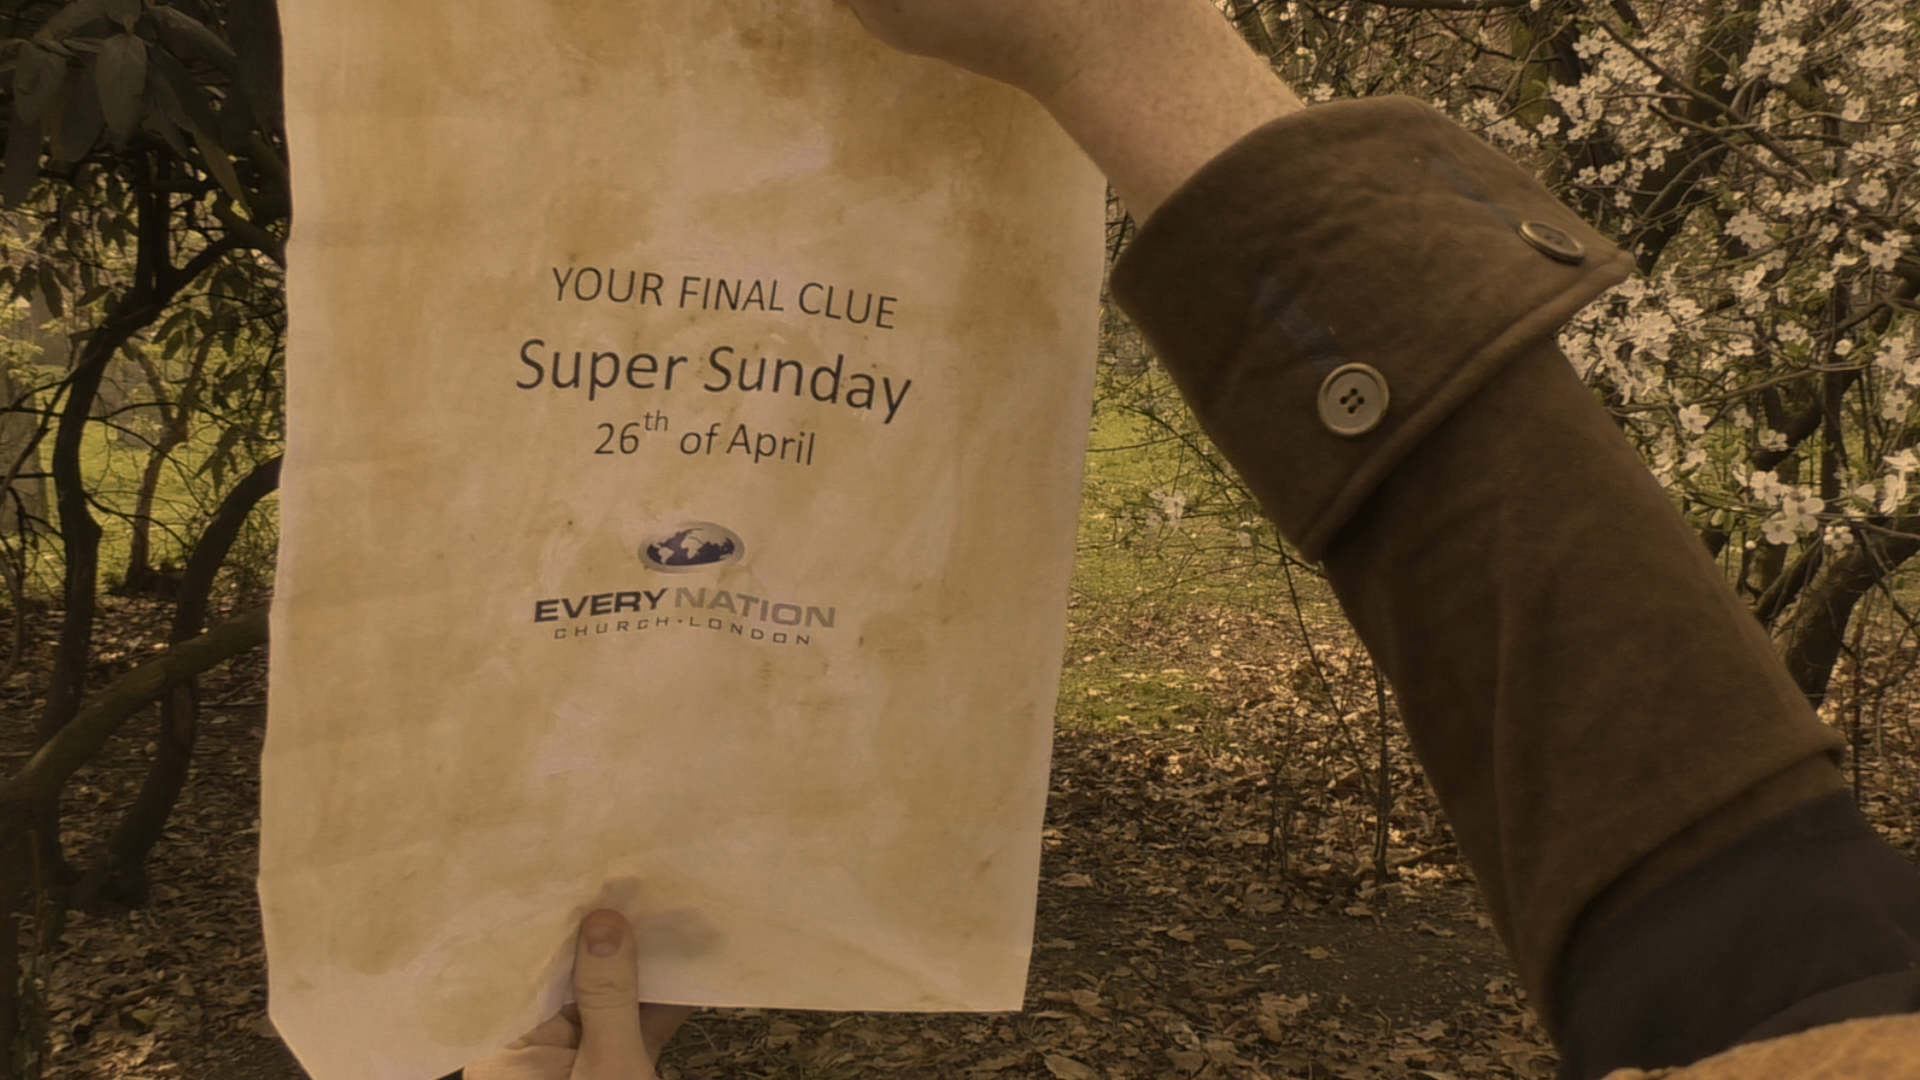 YOUR FINAL CLUE
Super Sunday
26th of April
EVERY NATION
CHURCH·LONDON